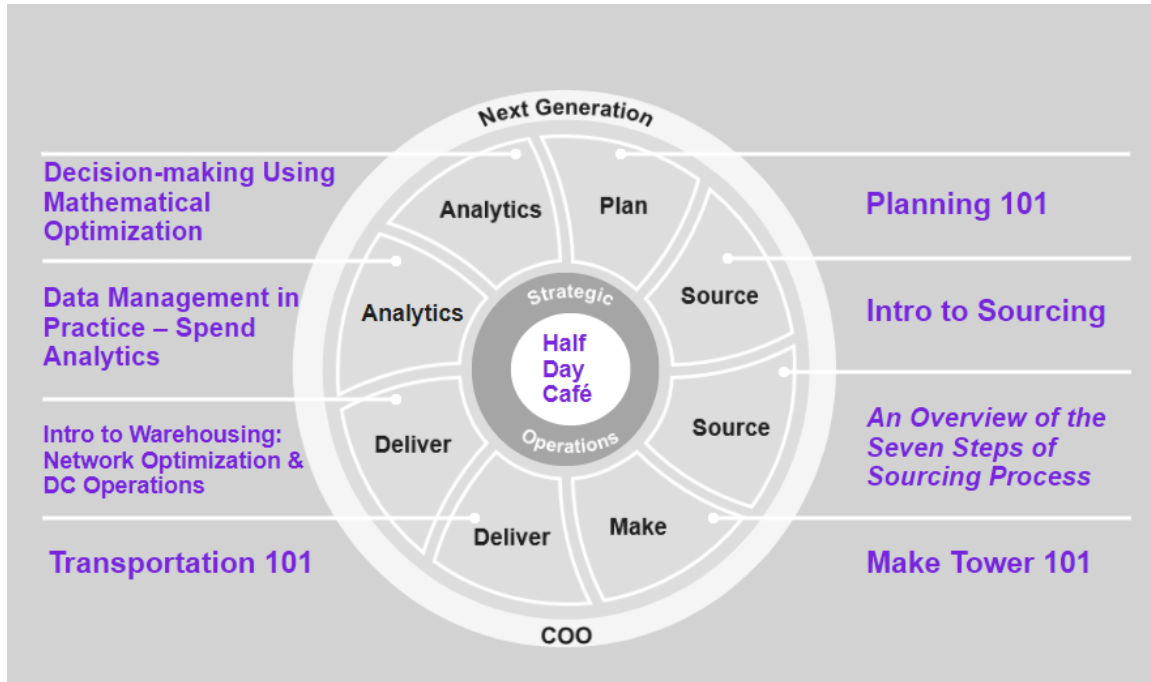 Next Generation
Decision-making Using
Mathematical
Optimization
Analytics
Plan
Planning 101
Data Management in
Practice – Spend
Analytics
Analytics
Source
Intro to Sourcing
Strategic
Half
Day
Café
Operations
Intro to Warehousing:
Network Optimization &
DC Operations
Deliver
Source
An Overview of the
Seven Steps of
Sourcing Process
Transportation 101
Deliver
Make
Make Tower 101
COO